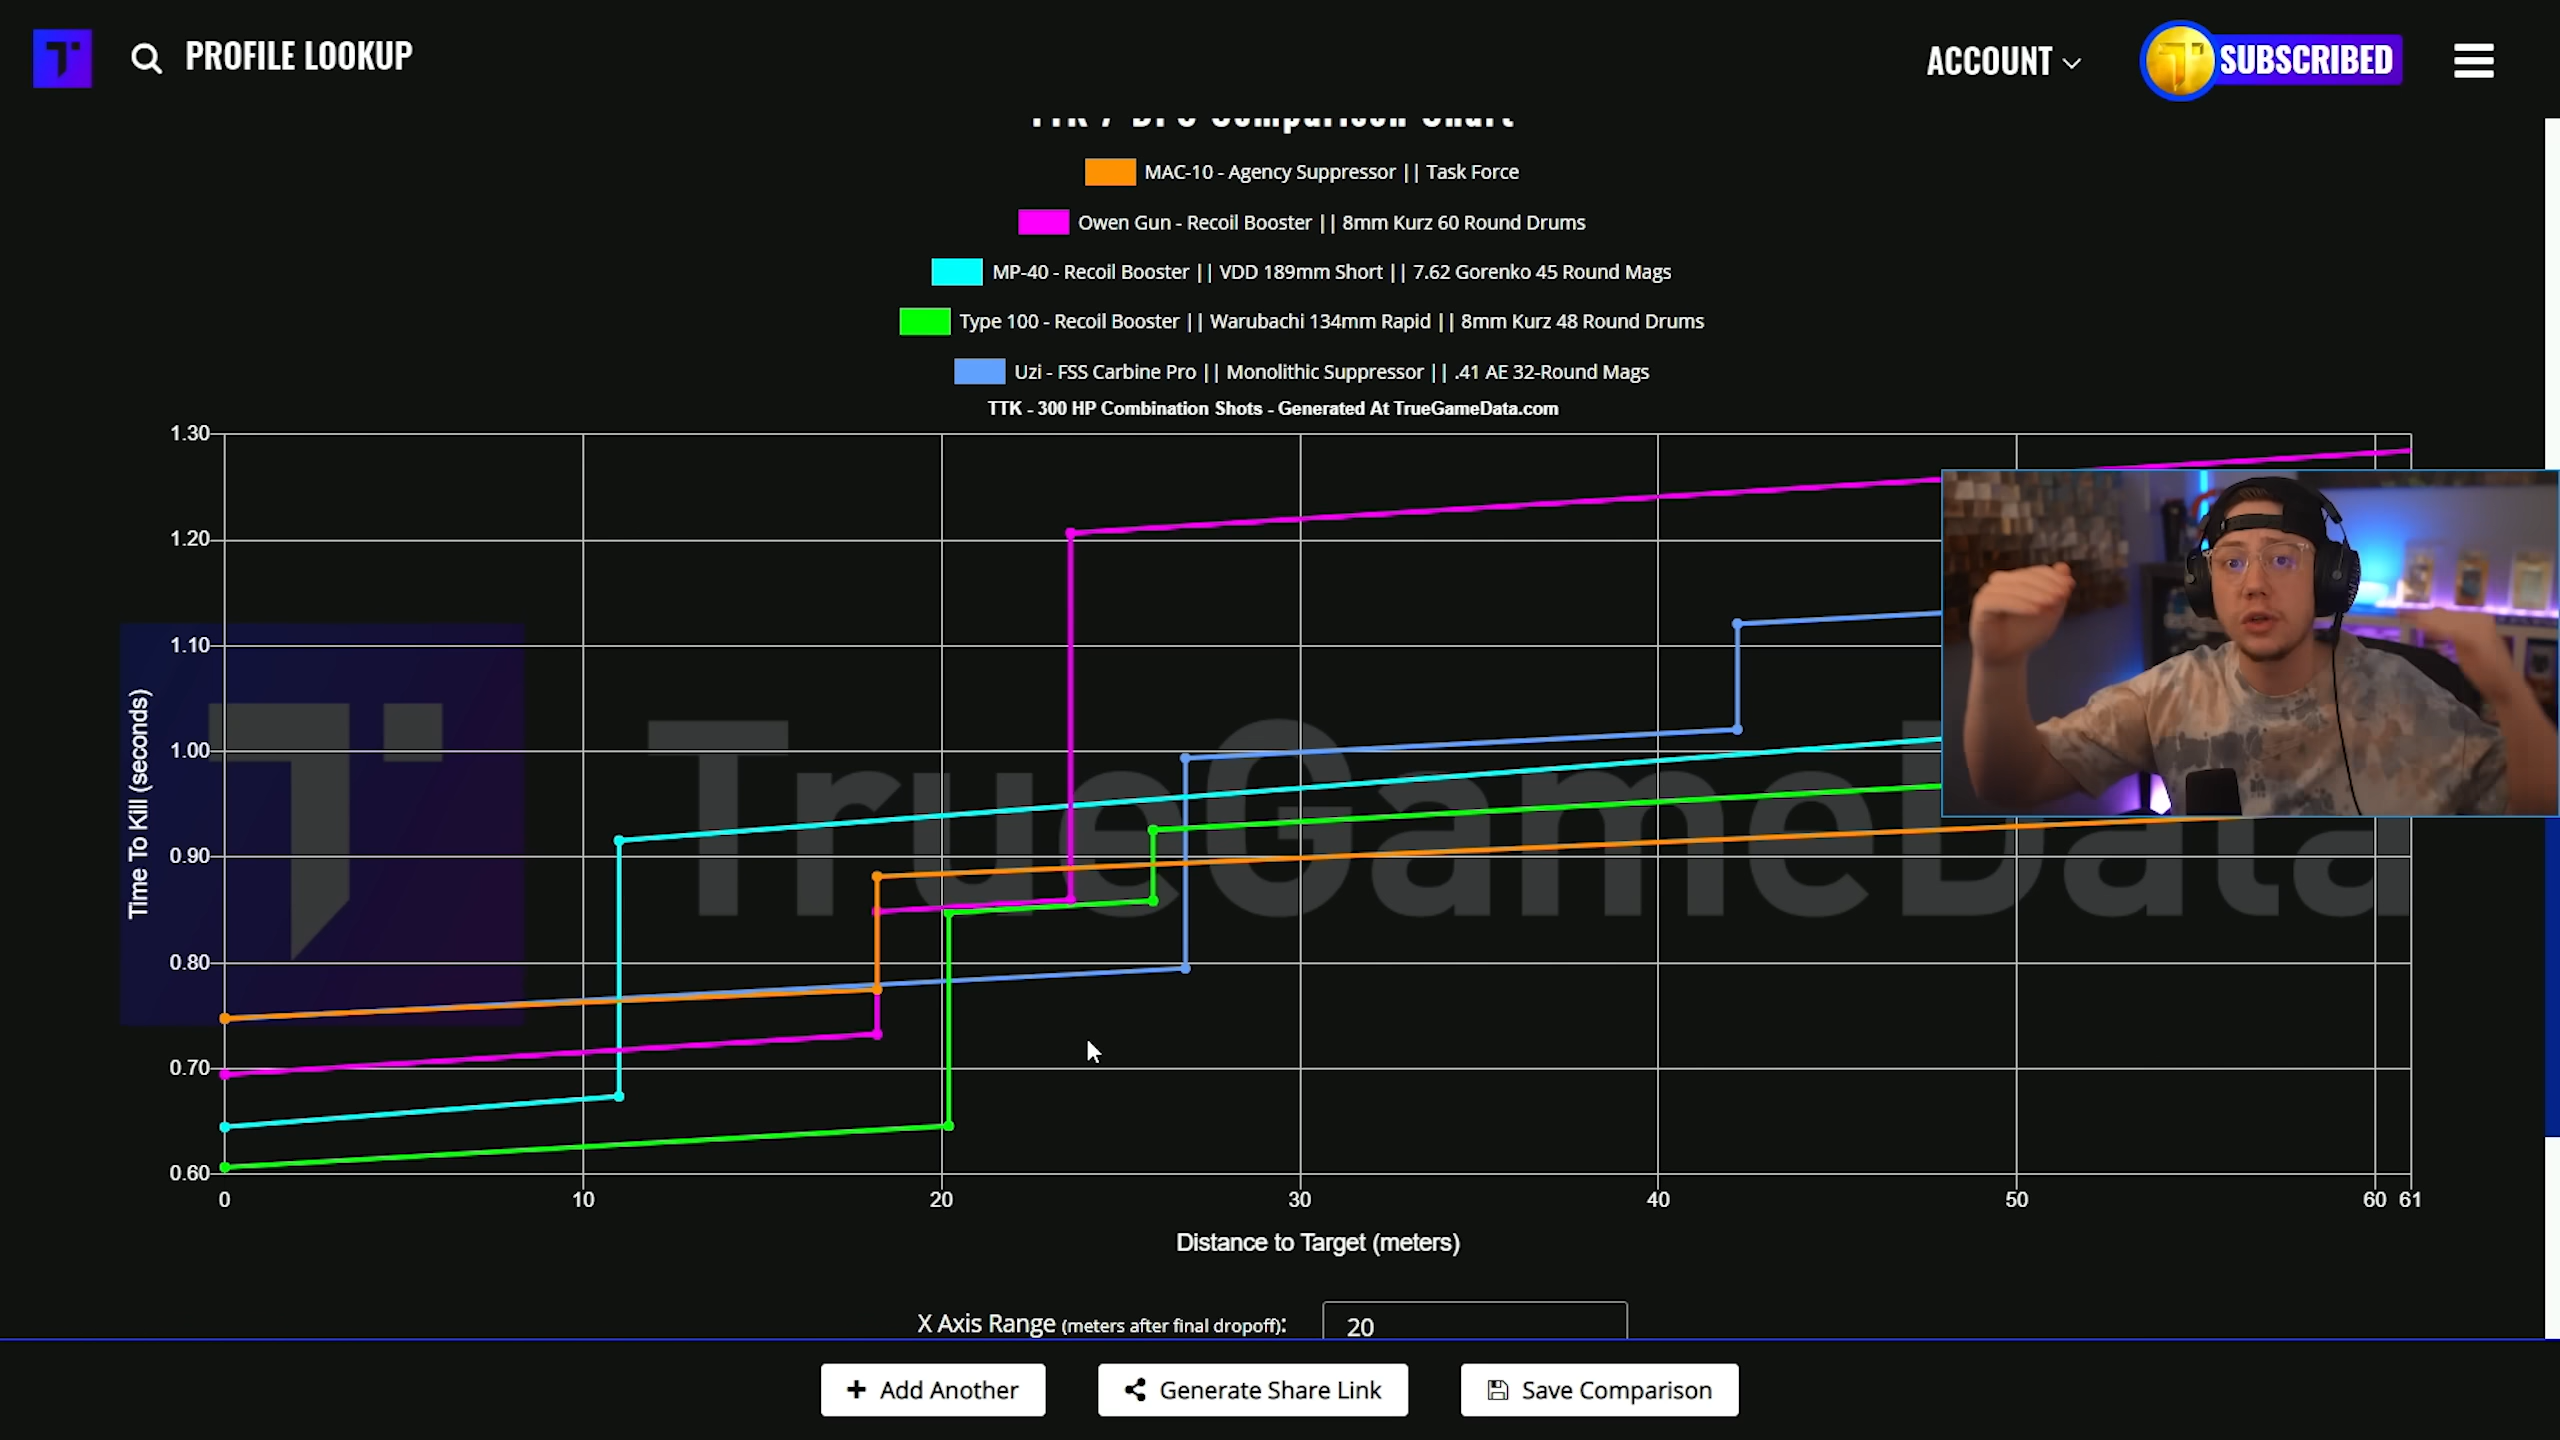 PROFILE LOOKUP
ACCOUNT
SUBSCRIBED
TTK / DPS Comparison Chart
MAC-10 - Agency Suppressor || Task Force
Owen Gun - Recoil Booster || 8mm Kurz 60 Round Drums
MP-40 - Recoil Booster || VDD 189mm Short || 7.62 Gorenko 45 Round Mags
Type 100 - Recoil Booster || Warubachi 134mm Rapid || 8mm Kurz 48 Round Drums
Uzi - FSS Carbine Pro || Monolithic Suppressor || .41 AE 32-Round Mags
TTK - 300 HP Combination Shots - Generated At TrueGameData.com
1.30
1.20
1.10
1.00
0.90
0.80
0.70
0.60
Time To Kill (seconds)
TrueGameData
0 10 20 30 40 50 60 61
Distance to Target (meters)
X Axis Range (meters after final dropoff): 20
+ Add Another
Generate Share Link
Save Comparison